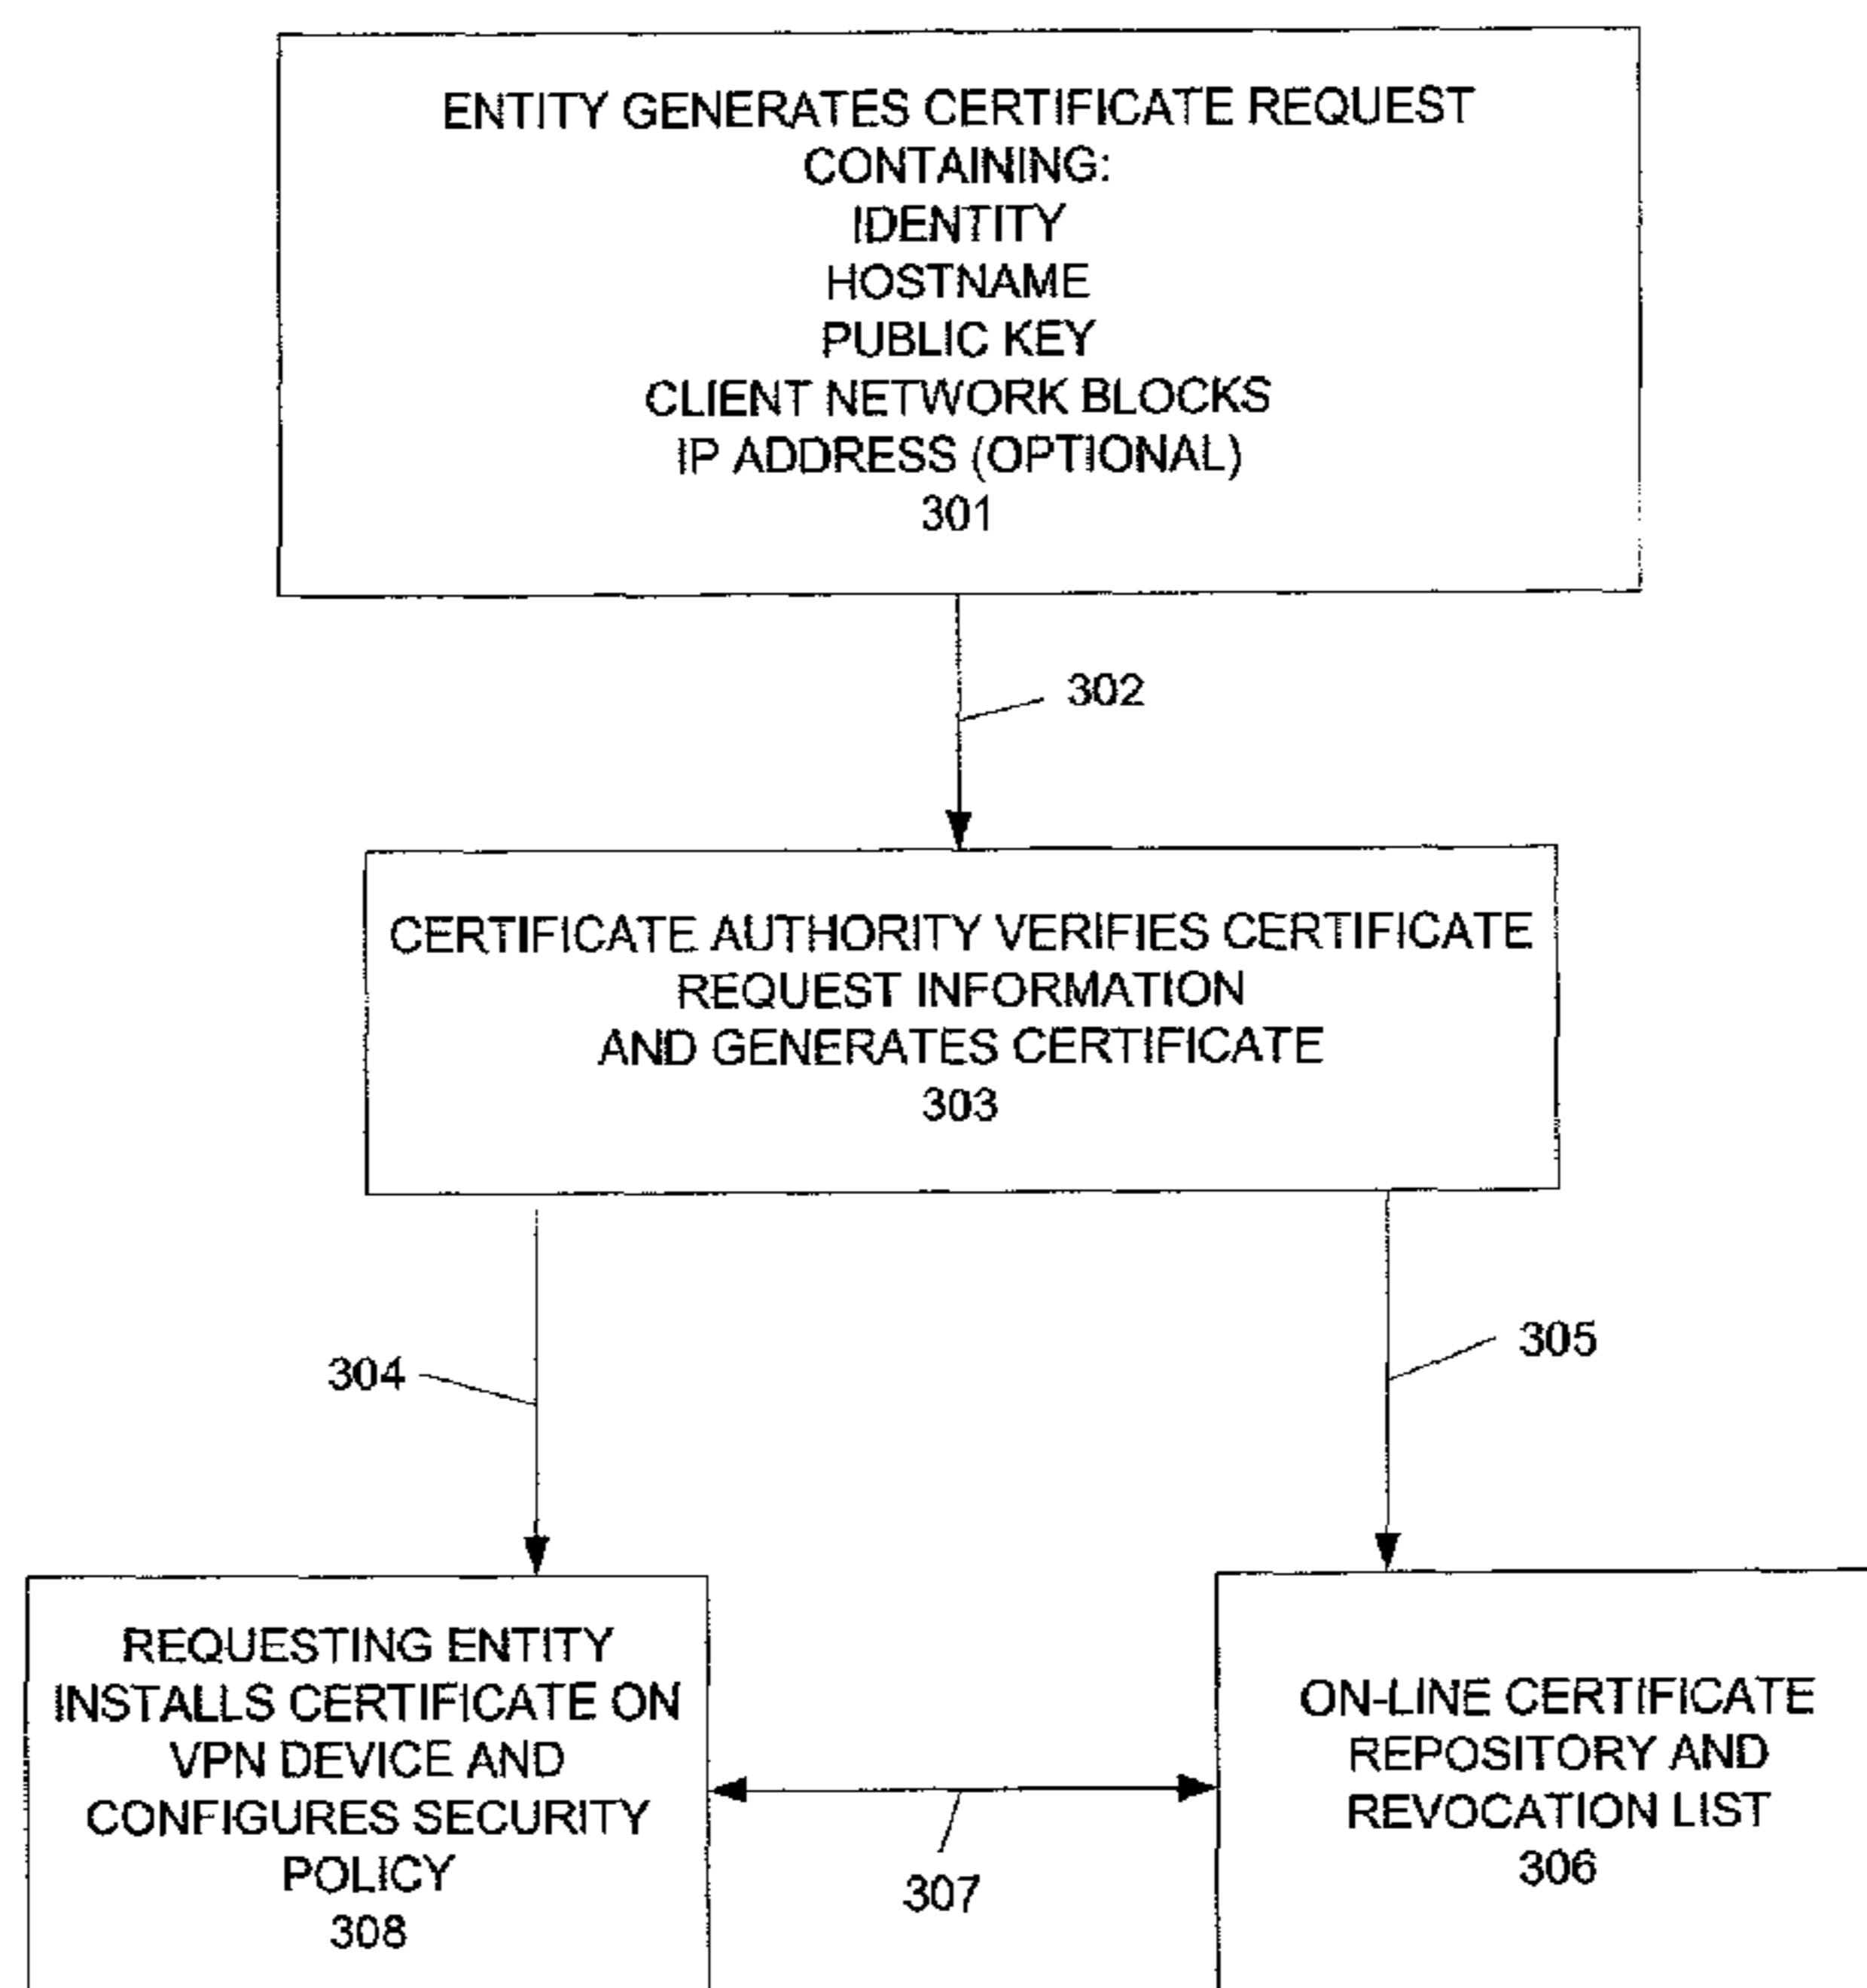 ENTITY GENERATES CERTIFICATE REQUEST
CONTAINING:
IDENTITY
HOSTNAME
PUBLIC KEY
CLIENT NETWORK BLOCKS
IP ADDRESS (OPTIONAL)
301
302
CERTIFICATE AUTHORITY VERIFIES CERTIFICATE
REQUEST INFORMATION
AND GENERATES CERTIFICATE
303
304
305
REQUESTING ENTITY
INSTALLS CERTIFICATE ON
VPN DEVICE AND
CONFIGURES SECURITY
POLICY
308
307
ON-LINE CERTIFICATE
REPOSITORY AND
REVOCATION LIST
306